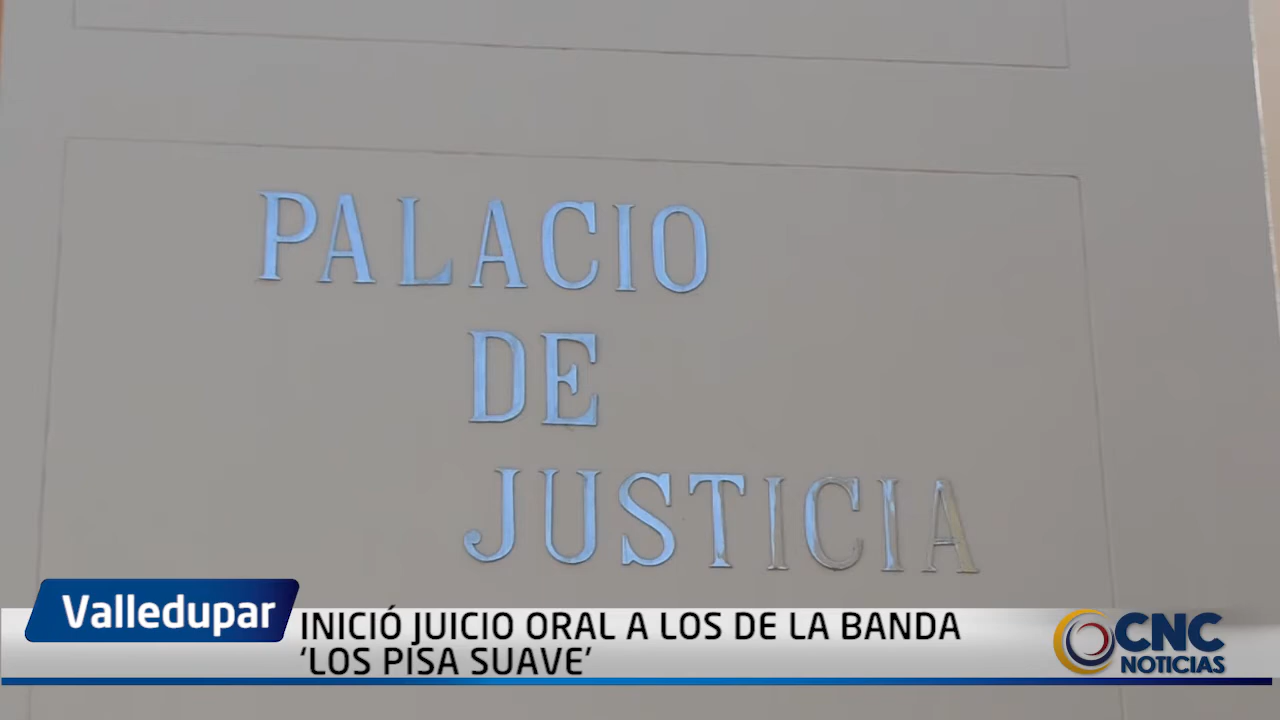 PALACIO
DE
JUSTICIA
Valledupar
INICIÓ JUICIO ORAL A LOS DE LA BANDA
‘LOS PISA SUAVE’
CNC
NOTICIAS